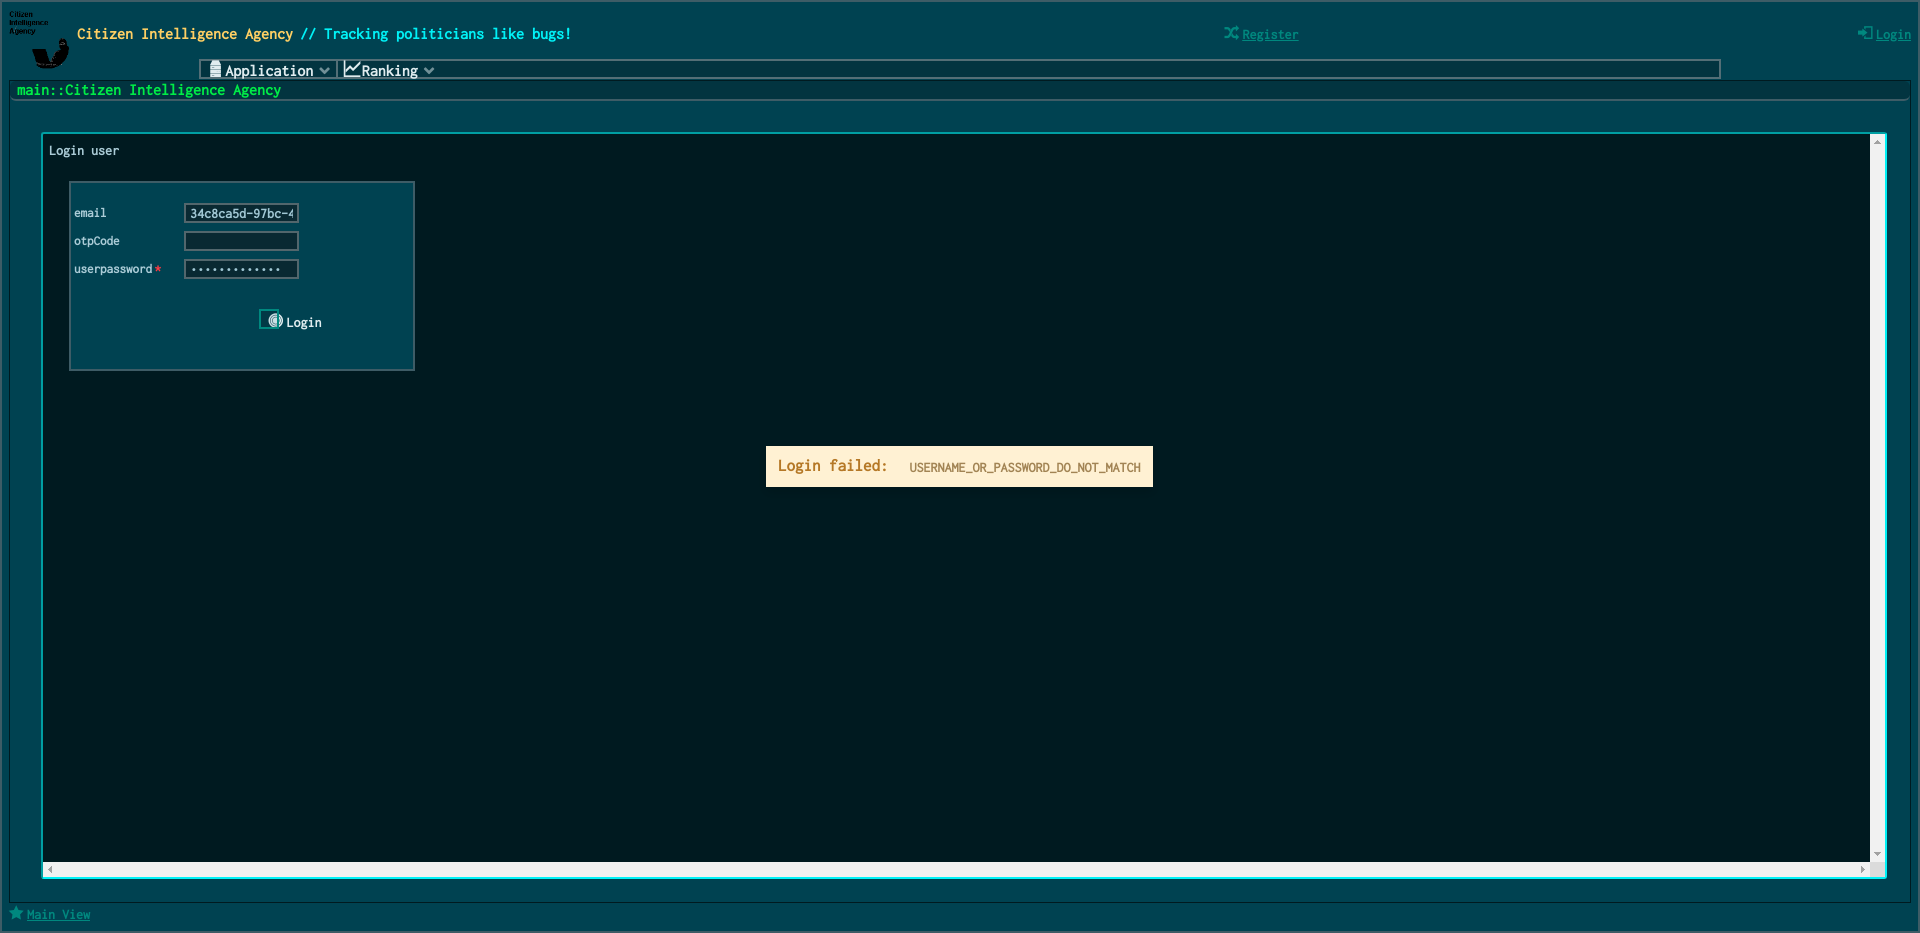 Citizen
Intelligence
Agency
Citizen Intelligence Agency // Tracking politicians like bugs!
Register
Login
Application
Ranking
main::Citizen Intelligence Agency
Login user
email 34c8ca5d-97bc-4
otpCode
userpassword* •••••••••••••
Login
Login failed: USERNAME_OR_PASSWORD_DO_NOT_MATCH
Main View